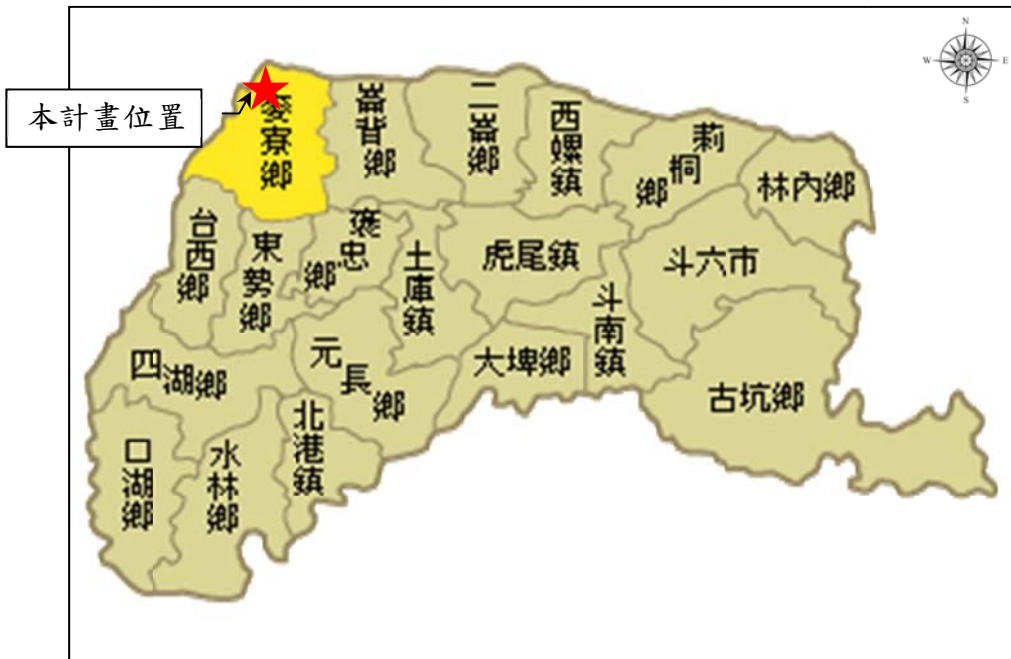 N
W
E
S
本計畫位置
麥寮鄉
崙背鄉
二崙鄉
西螺鎮
莿桐鄉
林內鄉
台西鄉
東勢鄉
褒忠鄉
土庫鎮
虎尾鎮
斗南鎮
斗六市
四湖鄉
元長鄉
大埤鄉
古坑鄉
口湖鄉
水林鄉
北港鎮